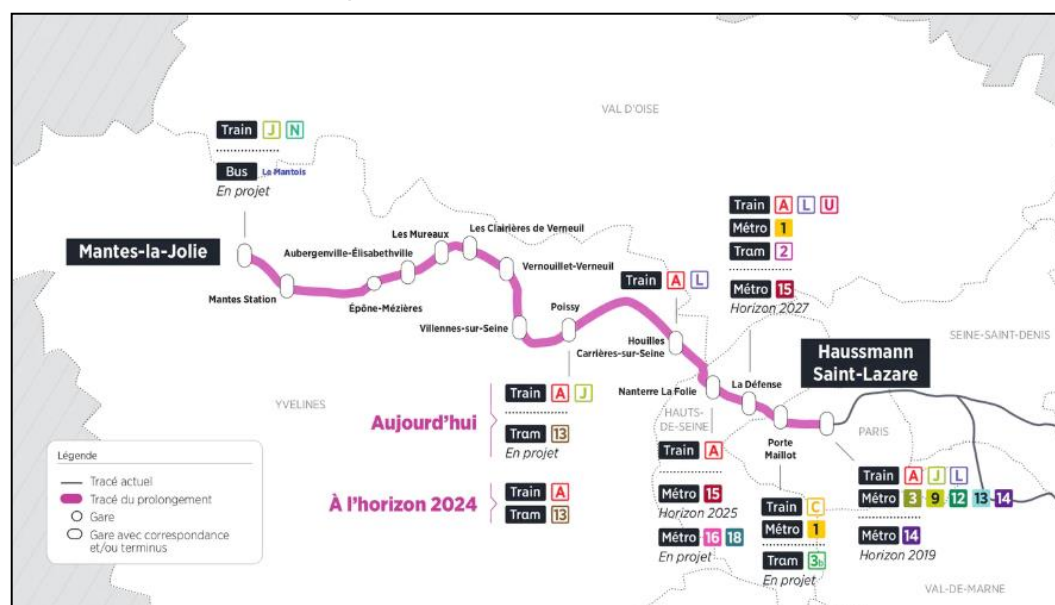 VAL D'OISE
Train J N
Bus Le Mantois
En projet
Mantes-la-Jolie
Mantes Station
Aubergenville-Élisabethville
Épône-Mézières
Les Mureaux
Les Clairières de Verneuil
Vernouillet-Verneuil
Villennes-sur-Seine
Poissy
Train A L
Houilles
Carrières-sur-Seine
Train A L U
Métro 1
Tram 2
Métro 15
Horizon 2027
Nanterre La Folie
La Défense
Porte
Maillot
Haussmann
Saint-Lazare
SEINE-SAINT-DENIS
HAUTS-
DE-SEINE
PARIS
YVELINES
Aujourd'hui
Train A J
Tram 13
En projet
À l'horizon 2024
Train A
Tram 13
Train A
Métro 15
Horizon 2025
Métro 16 18
En projet
Train C
Métro 1
Tram 3b
En projet
Train A J L
Métro 3 9 12 13 14
Métro 14
Horizon 2019
VAL-DE-MARNE
Légende
Tracé actuel
Tracé du prolongement
Gare
Gare avec correspondance
et/ou terminus